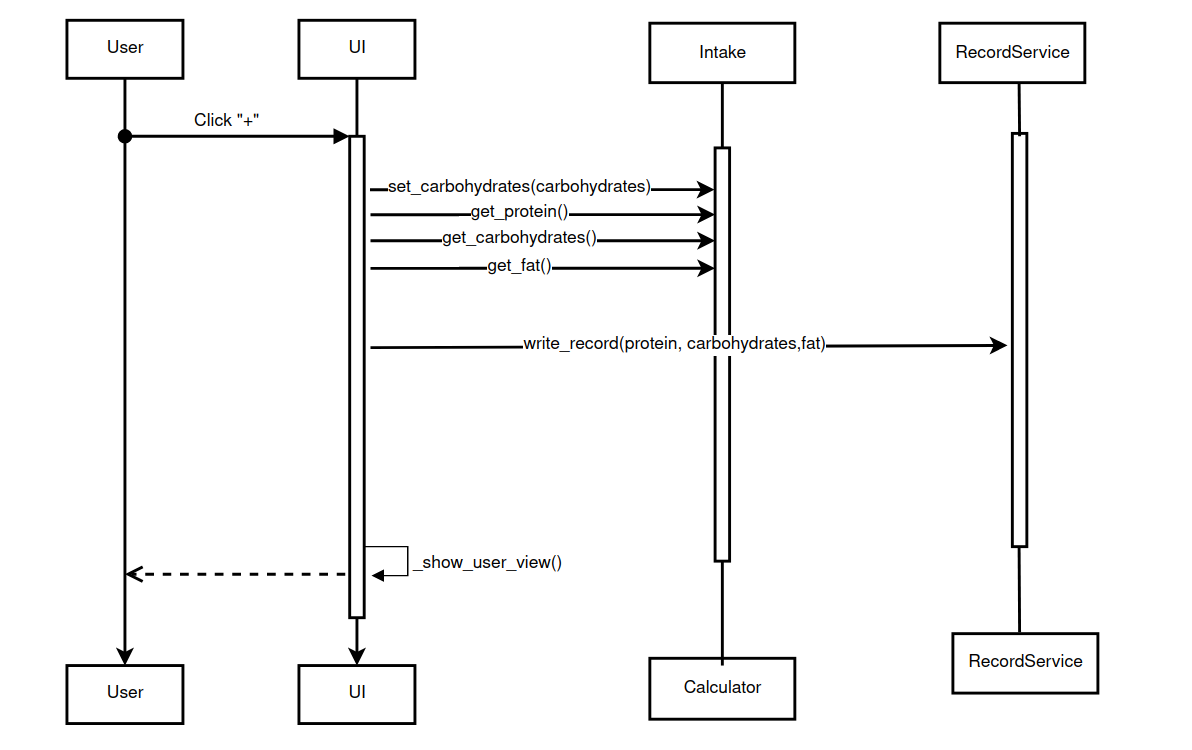 User
UI
Intake
RecordService
Click "+"
set_carbohydrates(carbohydrates)
get_protein()
get_carbohydrates()
get_fat()
write_record(protein, carbohydrates,fat)
_show_user_view()
User
UI
Calculator
RecordService